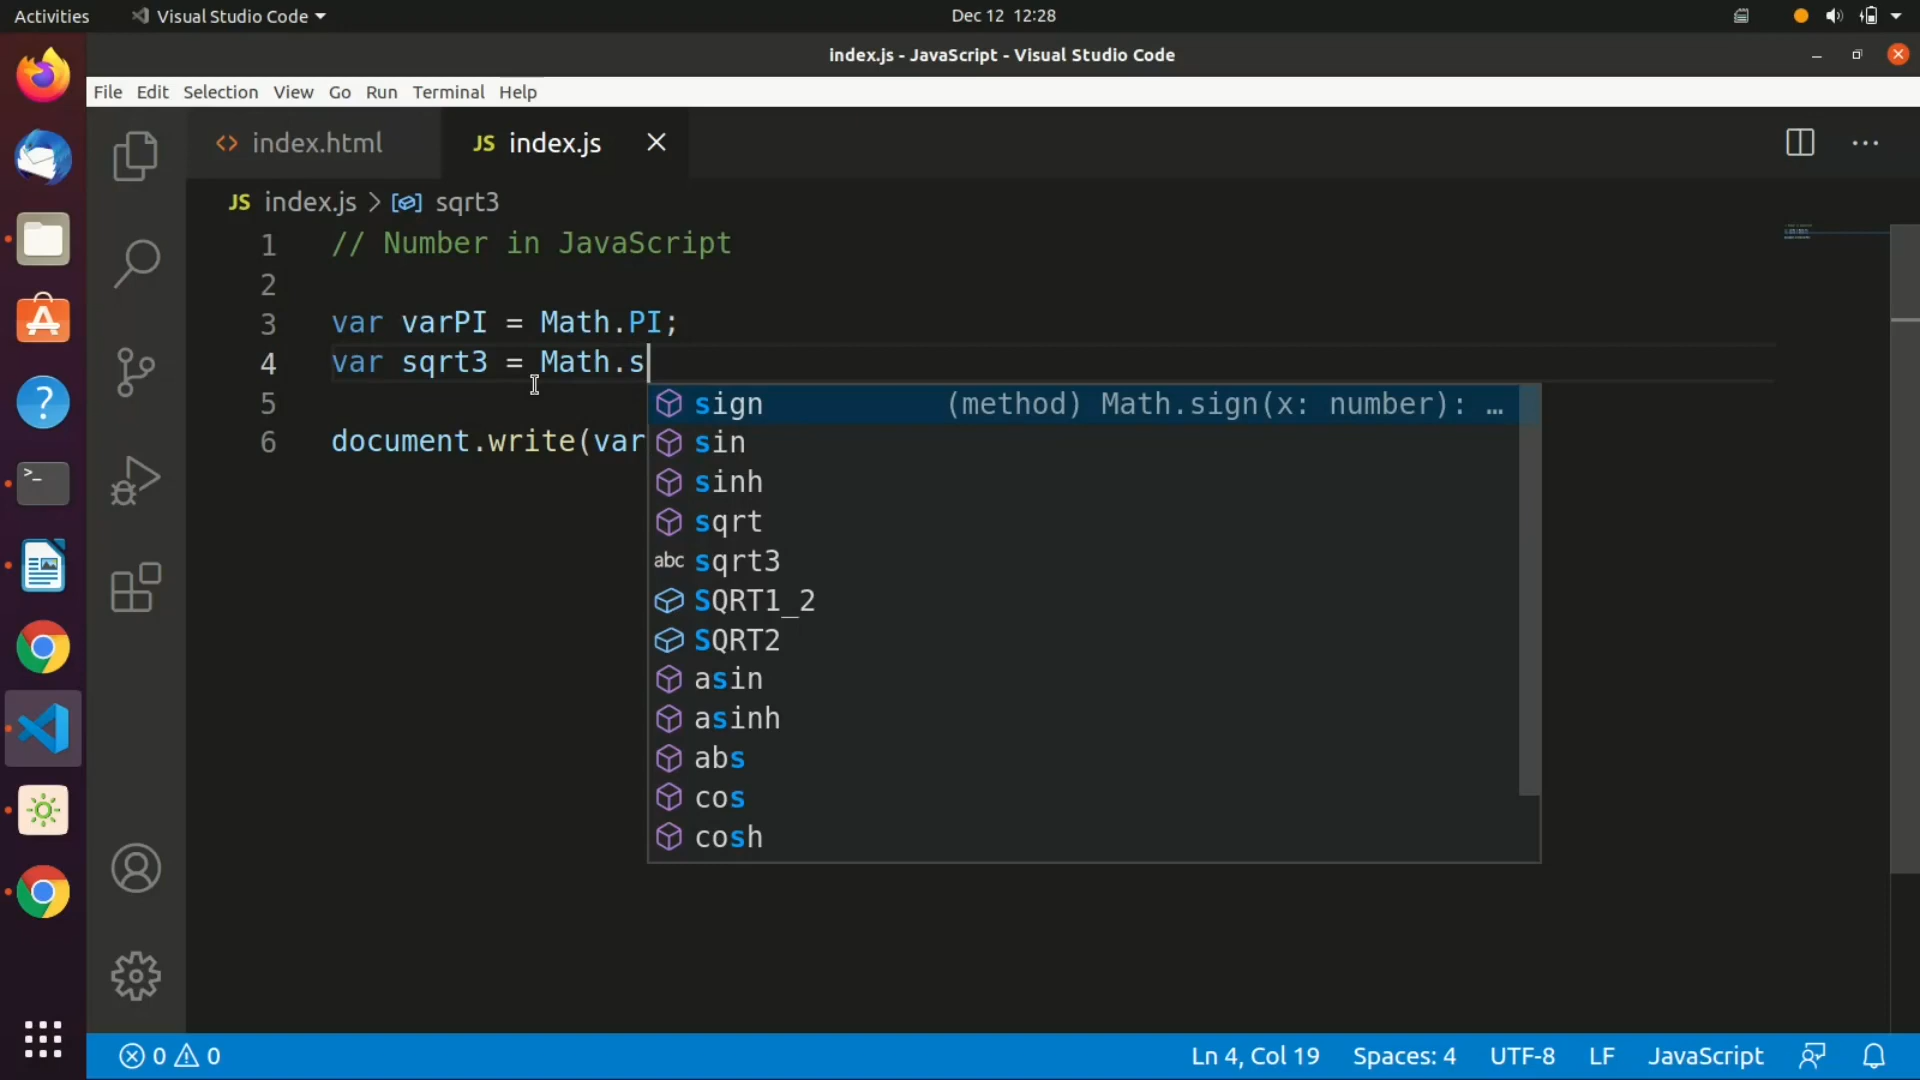 Activities Visual Studio Code Dec 12 12:28
index.js - JavaScript - Visual Studio Code
File Edit Selection View Go Run Terminal Help
<> index.html JS index.js
JS index.js > sqrt3
1 // Number in JavaScript
2
3 var varPI = Math.PI;
4 var sqrt3 = Math.s
5
6 document.write(var
sign (method) Math.sign(x: number): …
sin
sinh
sqrt
abc sqrt3
SQRT1_2
SQRT2
asin
asinh
abs
cos
cosh
0 0 Ln 4, Col 19 Spaces: 4 UTF-8 LF JavaScript